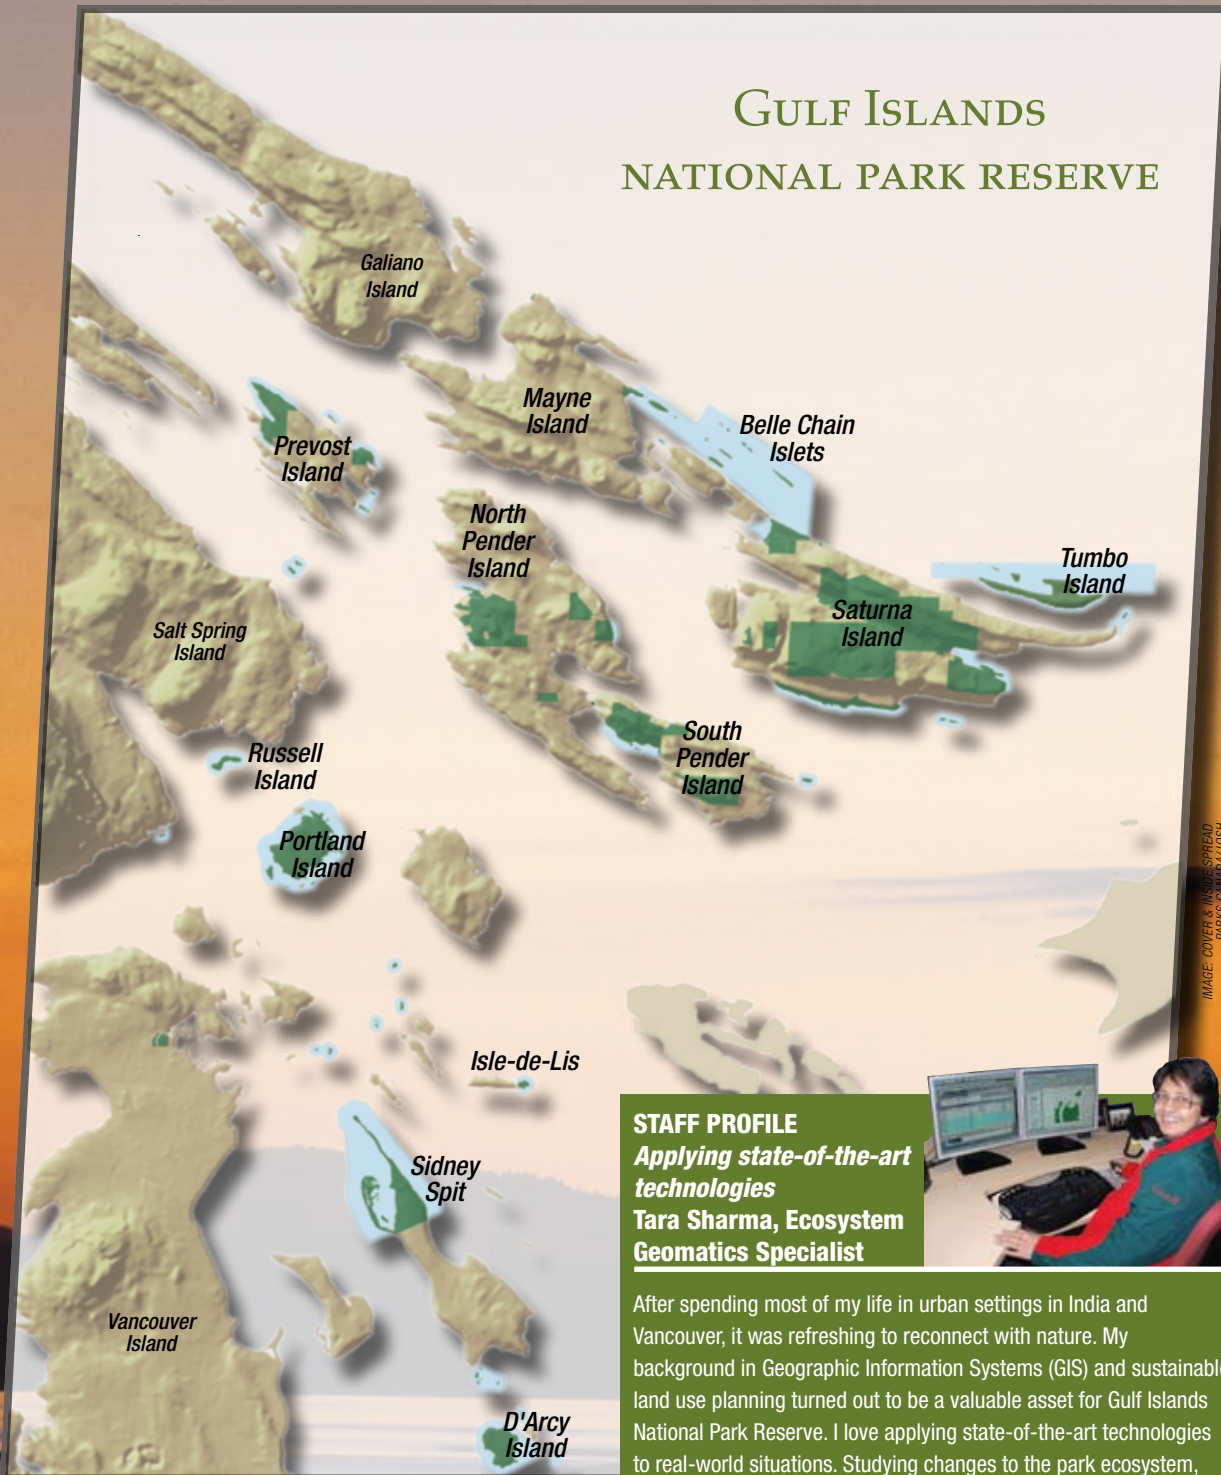 Gulf Islands
national park reserve
Galiano
Island
Mayne
Island
Belle Chain
Islets
Prevost
Island
North
Pender
Island
Tumbo
Island
Saturna
Island
Salt Spring
Island
South
Pender
Island
Russell
Island
Portland
Island
IMAGE: COVER & INSIDE SPREAD
Isle-de-Lis
Sidney
Spit
Vancouver
Island
D'Arcy
Island
STAFF PROFILE
Applying state-of-the-art
technologies
Tara Sharma, Ecosystem
Geomatics Specialist
After spending most of my life in urban settings in India and
Vancouver, it was refreshing to reconnect with nature. My
background in Geographic Information Systems (GIS) and sustainable
land use planning turned out to be a valuable asset for Gulf Islands
National Park Reserve. I love applying state-of-the-art technologies
to real-world situations. Studying changes to the park ecosystem,